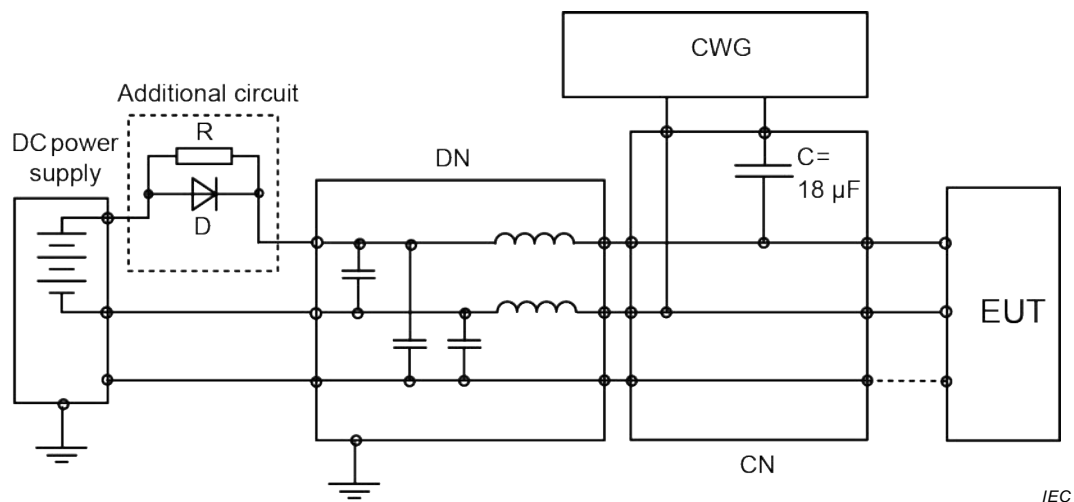 CWG
Additional circuit
R
DC power
supply
DN
C=
18 µF
D
EUT
CN
IEC